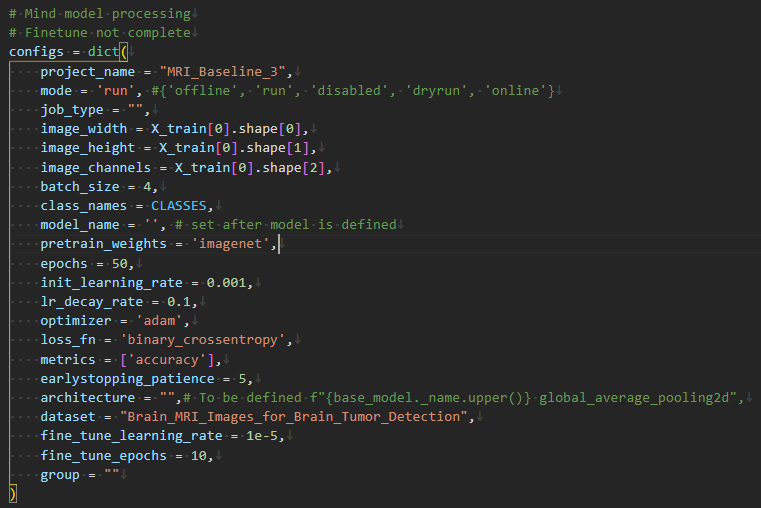 # Mind model processing
# Finetune not complete
configs = dict(
    project_name = "MRI_Baseline_3",
    mode = 'run', #{'offline', 'run', 'disabled', 'dryrun', 'online'}
    job_type = "",
    image_width = X_train[0].shape[0],
    image_height = X_train[0].shape[1],
    image_channels = X_train[0].shape[2],
    batch_size = 4,
    class_names = CLASSES,
    model_name = '', # set after model is defined
    pretrain_weights = 'imagenet',
    epochs = 50,
    init_learning_rate = 0.001,
    lr_decay_rate = 0.1,
    optimizer = 'adam',
    loss_fn = 'binary_crossentropy',
    metrics = ['accuracy'],
    earlystopping_patience = 5,
    architecture = "",# To be defined f"{base_model._name.upper()} global_average_pooling2d",
    dataset = "Brain_MRI_Images_for_Brain_Tumor_Detection",
    fine_tune_learning_rate = 1e-5,
    fine_tune_epochs = 10,
    group = ""
)